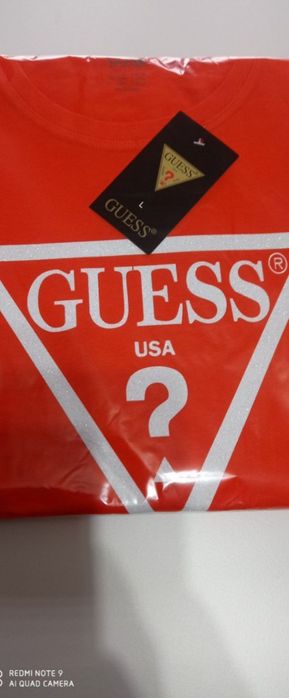 GUESS
?
L
GUESS®
GUESS®
USA
?
REDMI NOTE 9
AI QUAD CAMERA